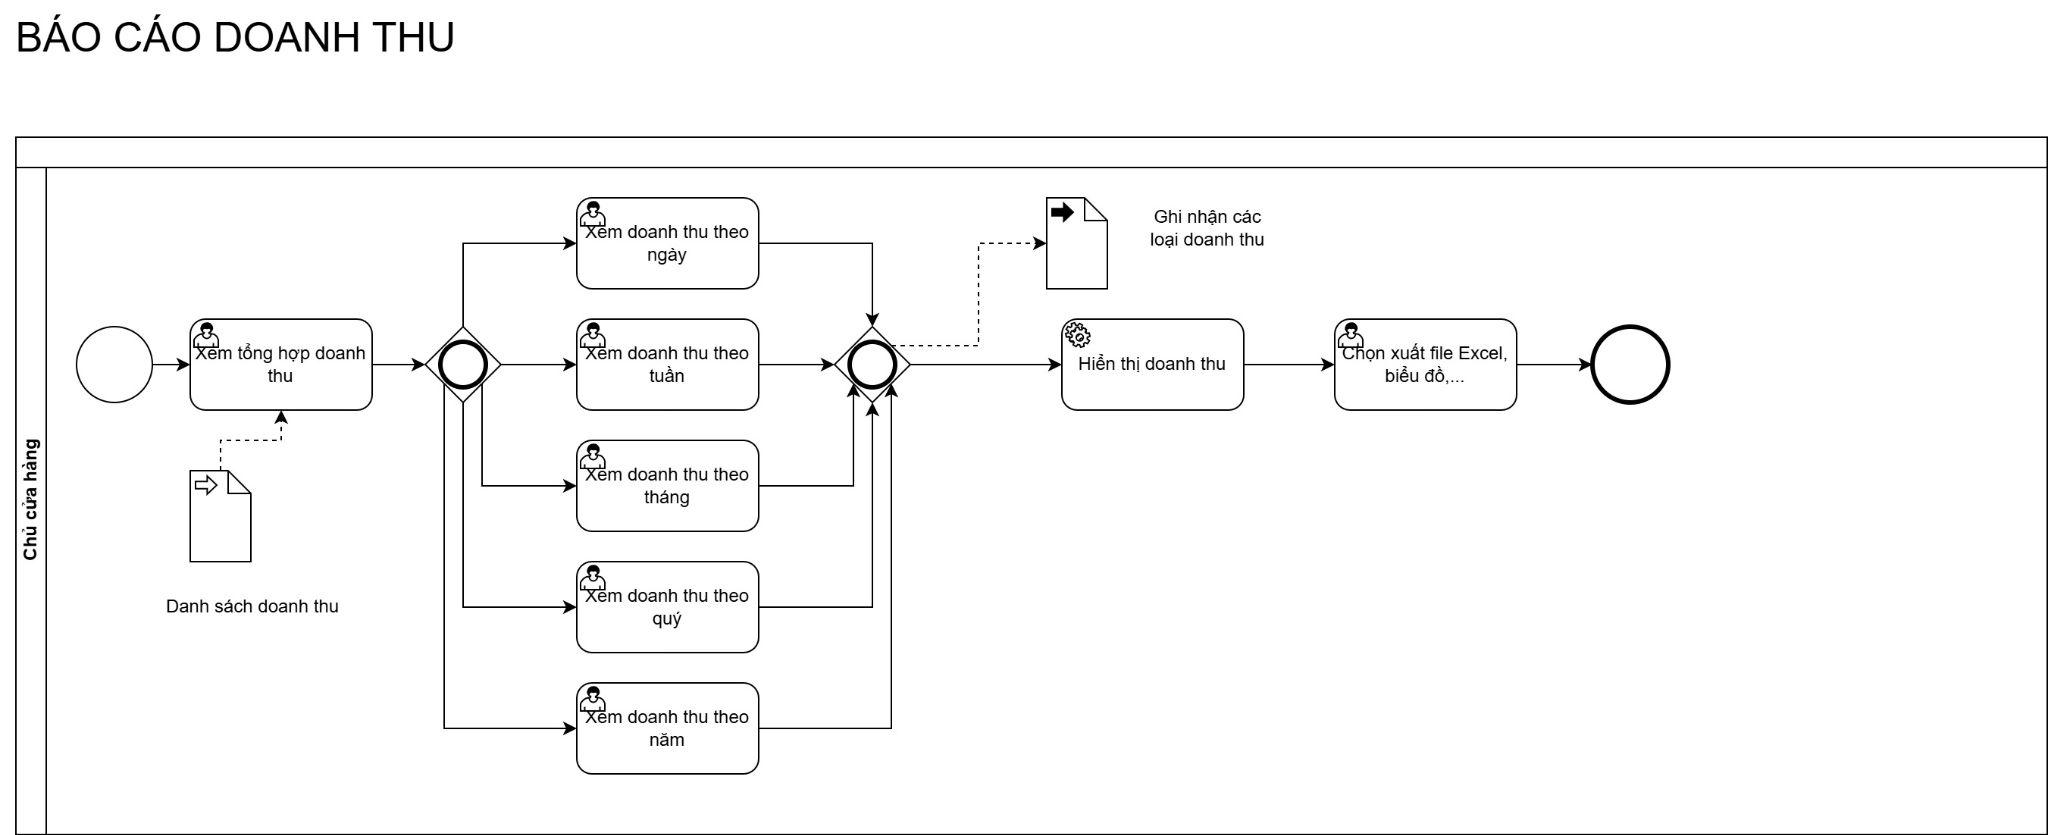 BÁO CÁO DOANH THU
Chủ cửa hàng
Xem tổng hợp doanh
thu
Danh sách doanh thu
Xem doanh thu theo
ngày
Xem doanh thu theo
tuần
Xem doanh thu theo
tháng
Xem doanh thu theo
quý
Xem doanh thu theo
năm
Ghi nhận các
loại doanh thu
Hiển thị doanh thu
Chọn xuất file Excel,
biểu đồ,...